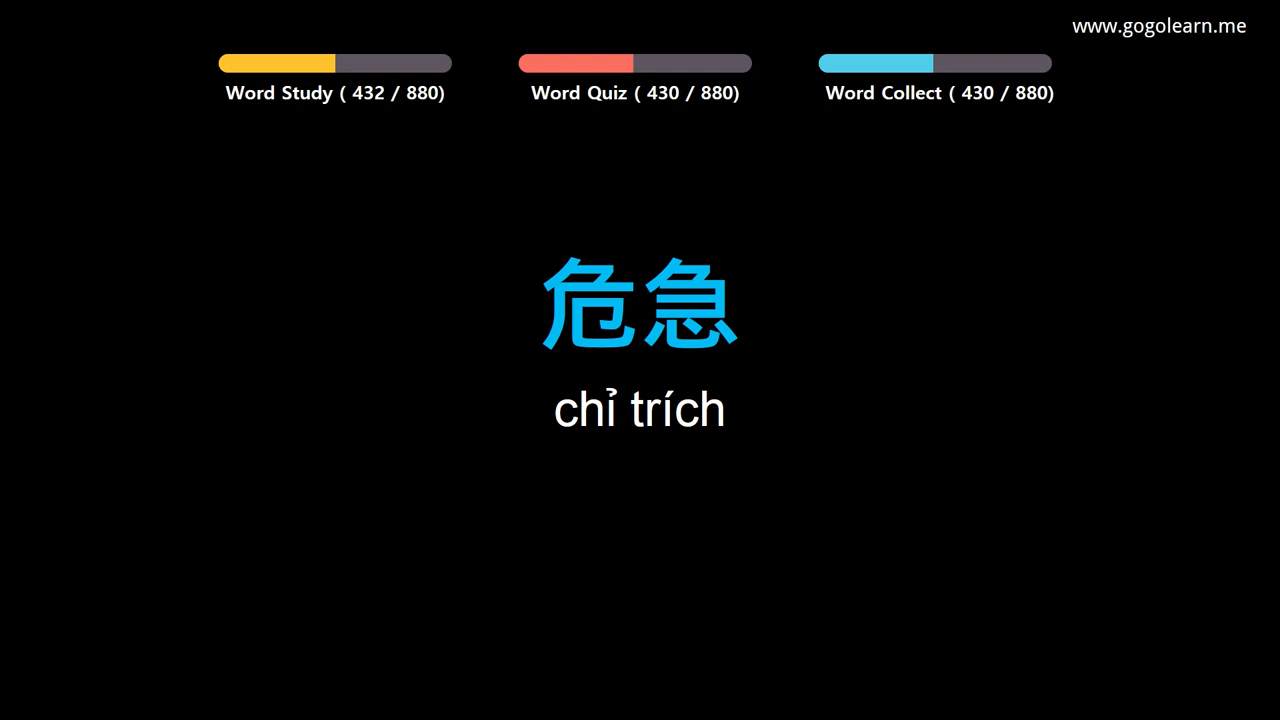 www.gogolearn.me
Word Study ( 432 / 880)
Word Quiz ( 430 / 880)
Word Collect ( 430 / 880)
危急
chỉ trích